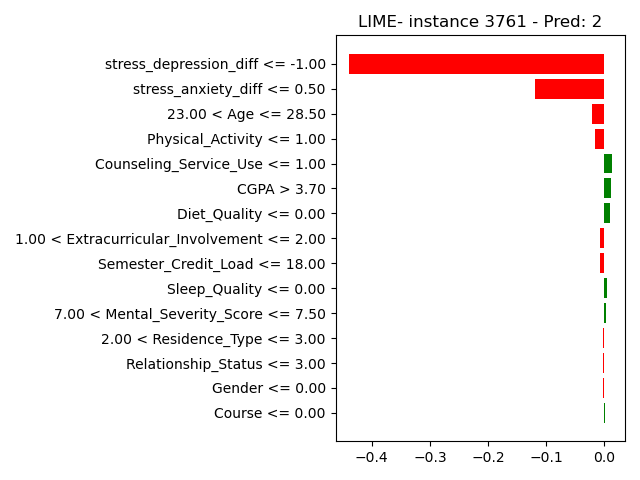 LIME- instance 3761 - Pred: 2
stress_depression_diff <= -1.00
stress_anxiety_diff <= 0.50
23.00 < Age <= 28.50
Physical_Activity <= 1.00
Counseling_Service_Use <= 1.00
CGPA > 3.70
Diet_Quality <= 0.00
1.00 < Extracurricular_Involvement <= 2.00
Semester_Credit_Load <= 18.00
Sleep_Quality <= 0.00
7.00 < Mental_Severity_Score <= 7.50
2.00 < Residence_Type <= 3.00
Relationship_Status <= 3.00
Gender <= 0.00
Course <= 0.00
−0.4 −0.3 −0.2 −0.1 0.0